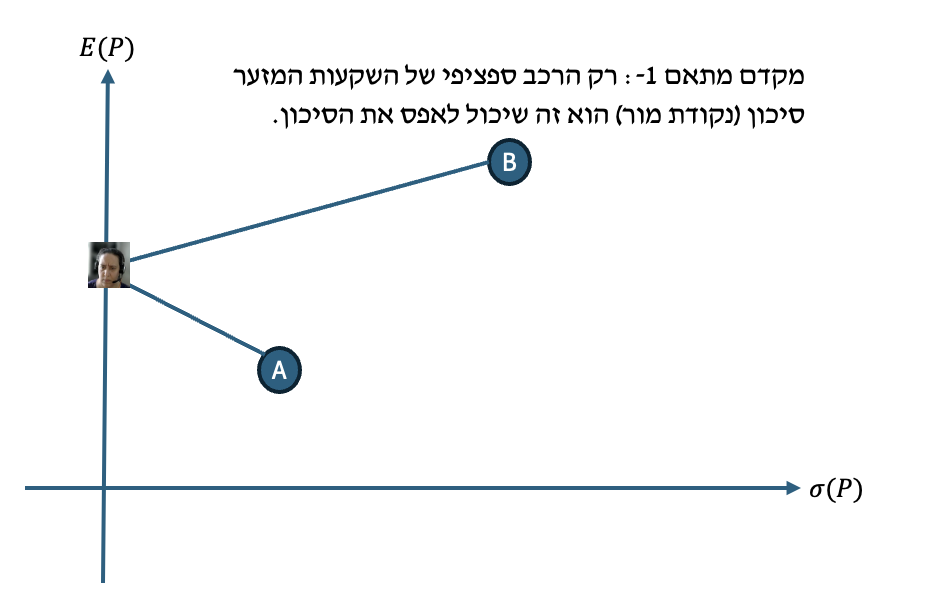 E(P)
מקדם מתאם 1- : רק הרכב ספציפי של השקעות המזער
סיכון (נקודת מור) הוא זה שיכול לאפס את הסיכון.
B
A
σ(P)